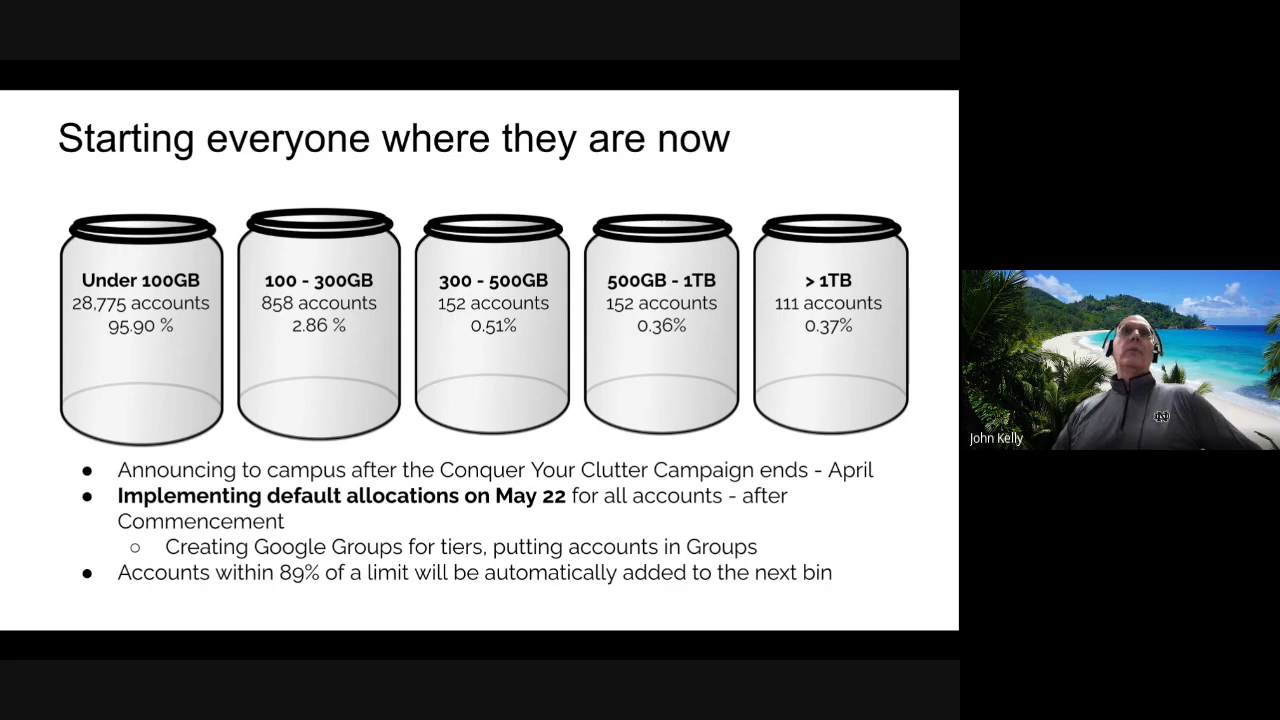 Starting everyone where they are now
Under 100GB
28,775 accounts
95.90 %
100 - 300GB
858 accounts
2.86 %
300 - 500GB
152 accounts
0.51%
500GB - 1TB
152 accounts
0.36%
> 1TB
111 accounts
0.37%
● Announcing to campus after the Conquer Your Clutter Campaign ends - April
● Implementing default allocations on May 22 for all accounts - after
Commencement
○ Creating Google Groups for tiers, putting accounts in Groups
● Accounts within 89% of a limit will be automatically added to the next bin
John Kelly